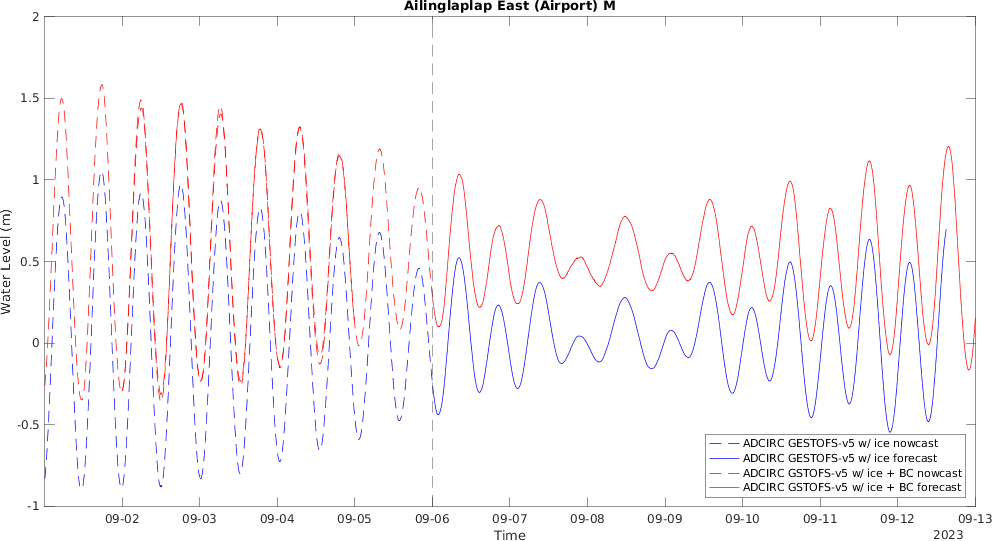 Ailinglaplap East (Airport) M
2
1.5
1
0.5
0
-0.5
-1
Water Level (m)
09-02
09-03
09-04
09-05
09-06
09-07
09-08
09-09
09-10
09-11
09-12
09-13
Time
2023
ADCIRC GESTOFS-v5 w/ ice nowcast
ADCIRC GESTOFS-v5 w/ ice forecast
ADCIRC GSTOFS-v5 w/ ice + BC nowcast
ADCIRC GSTOFS-v5 w/ ice + BC forecast